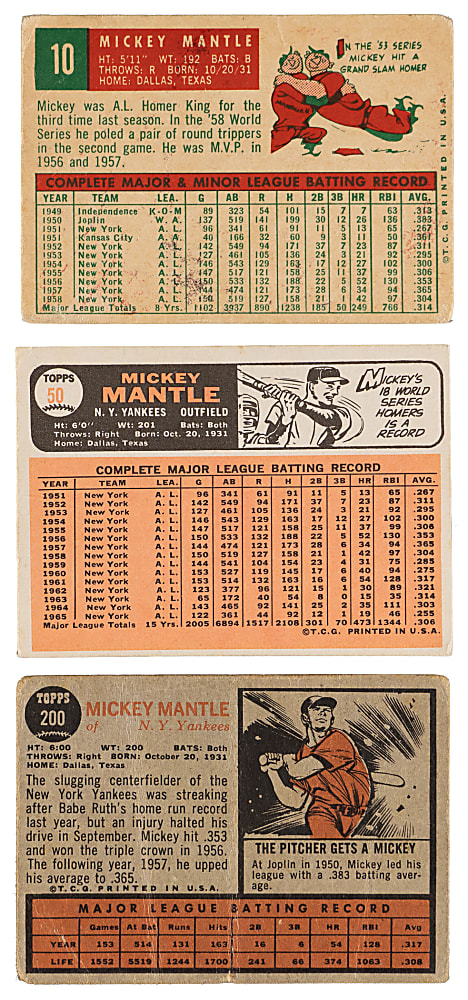 10
MICKEY MANTLE
HT: 5'11" WT: 192 BATS: B
THROWS: R BORN: 10/20/31
HOME: DALLAS, TEXAS
IN THE '53 SERIES
MICKEY HIT A
GRAND SLAM HOMER
Mickey was A.L. Homer King for the
third time last season. In the '58 World
Series he poled a pair of round trippers
in the second game. He was M.V.P. in
1956 and 1957.
©T.C.G. PRINTED IN U.S.A.
COMPLETE MAJOR & MINOR LEAGUE BATTING RECORD
YEAR TEAM LEA. G AB R H 2B 3B HR RBI AVG.
1949 Independence K-O-M 89 323 54 101 15 7 7 63 .313
1950 Joplin W. A. 137 519 141 199 30 12 26 136 .383
1951 New York A. L. 96 341 61 91 11 5 13 65 .267
1951 Kansas City A. A. 40 166 32 60 9 3 11 50 .361
1952 New York A. L. 142 549 94 171 37 7 23 87 .311
1953 New York A. L. 127 461 105 136 24 3 21 92 .295
1954 New York A. L. 146 543 129 163 17 12 27 102 .300
1955 New York A. L. 147 517 121 158 25 11 37 99 .306
1956 New York A. L. 150 533 132 188 22 5 52 130 .353
1957 New York A. L. 144 474 121 173 28 6 34 94 .365
1958 New York A. L. 150 519 127 158 21 1 42 97 .304
Major League Totals 8 Yrs. 1102 3937 890 1238 185 50 249 766 .314
TOPPS
50
MICKEY
MANTLE
N. Y. YANKEES OUTFIELD
Ht: 6'0" Wt: 201 Bats: Both
Throws: Right Born: Oct. 20, 1931
Home: Dallas, Texas
MICKEY'S
18 WORLD
SERIES
HOMERS
IS A
RECORD
COMPLETE MAJOR LEAGUE BATTING RECORD
YEAR TEAM LEA. G AB R H 2B 3B HR RBI AVG.
1951 New York A. L. 96 341 61 91 11 5 13 65 .267
1952 New York A. L. 142 549 94 171 37 7 23 87 .311
1953 New York A. L. 127 461 105 136 24 3 21 92 .295
1954 New York A. L. 146 543 129 163 17 12 27 102 .300
1955 New York A. L. 147 517 121 158 25 11 37 99 .306
1956 New York A. L. 150 533 132 188 22 5 52 130 .353
1957 New York A. L. 144 474 121 173 28 6 34 94 .365
1958 New York A. L. 150 519 127 158 21 1 42 97 .304
1959 New York A. L. 144 541 104 154 23 4 31 75 .285
1960 New York A. L. 153 527 119 145 17 6 40 94 .275
1961 New York A. L. 153 514 132 163 16 6 54 128 .317
1962 New York A. L. 123 377 96 121 15 1 30 89 .321
1963 New York A. L. 65 172 40 54 8 0 15 35 .314
1964 New York A. L. 143 465 92 141 25 2 35 111 .303
1965 New York A. L. 122 361 44 92 12 1 19 46 .255
Major League Totals 15 Yrs. 2005 6894 1517 2108 301 70 473 1344 .306
©T.C.G. PRINTED IN U.S.A.
TOPPS
200
MICKEY MANTLE
of N. Y. Yankees
HT: 6:00 WT: 200 BATS: Both
THROWS: Right BORN: October 20, 1931
HOME: Dallas, Texas
The slugging centerfielder of the
New York Yankees was streaking
after Babe Ruth's home run record
last year, but an injury halted his
drive in September. Mickey hit .353
and won the triple crown in 1956.
The following year, 1957, he upped
his average to .365.
©T.C.G. PRINTED IN U.S.A.
THE PITCHER GETS A MICKEY
At Joplin in 1950, Mickey led his
league with a .383 batting aver-
age.
MAJOR LEAGUE BATTING RECORD
Games At Bat Runs Hits 2B 3B HR RBI Avg
YEAR 153 514 131 163 16 6 54 128 .317
LIFE 1552 5519 1244 1700 241 66 374 1063 .308